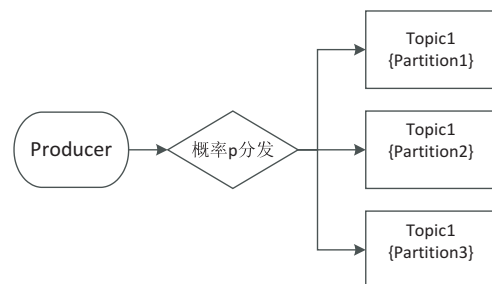 Topic1
{Partition1}
Producer
概率p分发
Topic1
{Partition2}
Topic1
{Partition3}